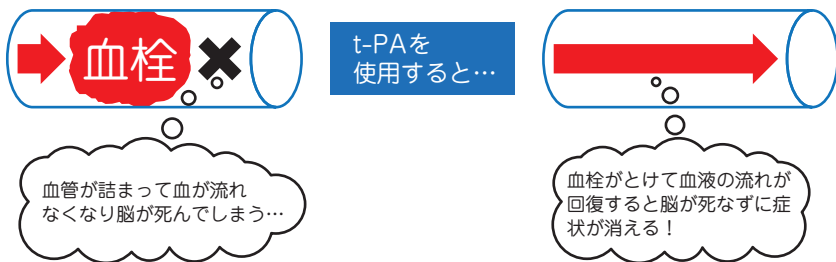 血栓
t-PAを
使用すると…
血管が詰まって血が流れ
なくなり脳が死んでしまう…
血栓がとけて血液の流れが
回復すると脳が死なずに症
状が消える！